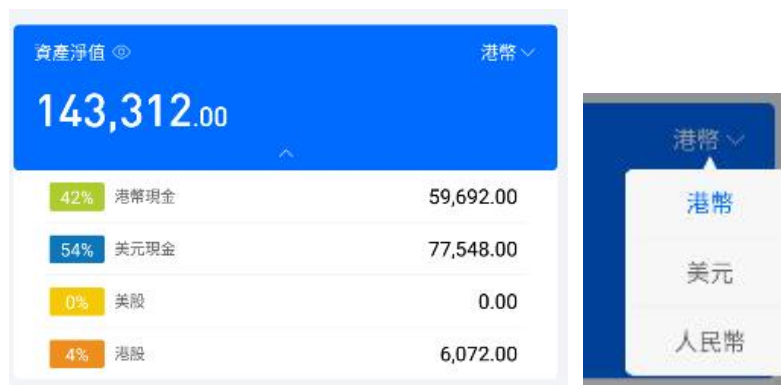 資產淨值
港幣
143,312.00
42% 港幣現金 59,692.00
54% 美元現金 77,548.00
0% 美股 0.00
4% 港股 6,072.00
港幣
港幣
美元
人民幣